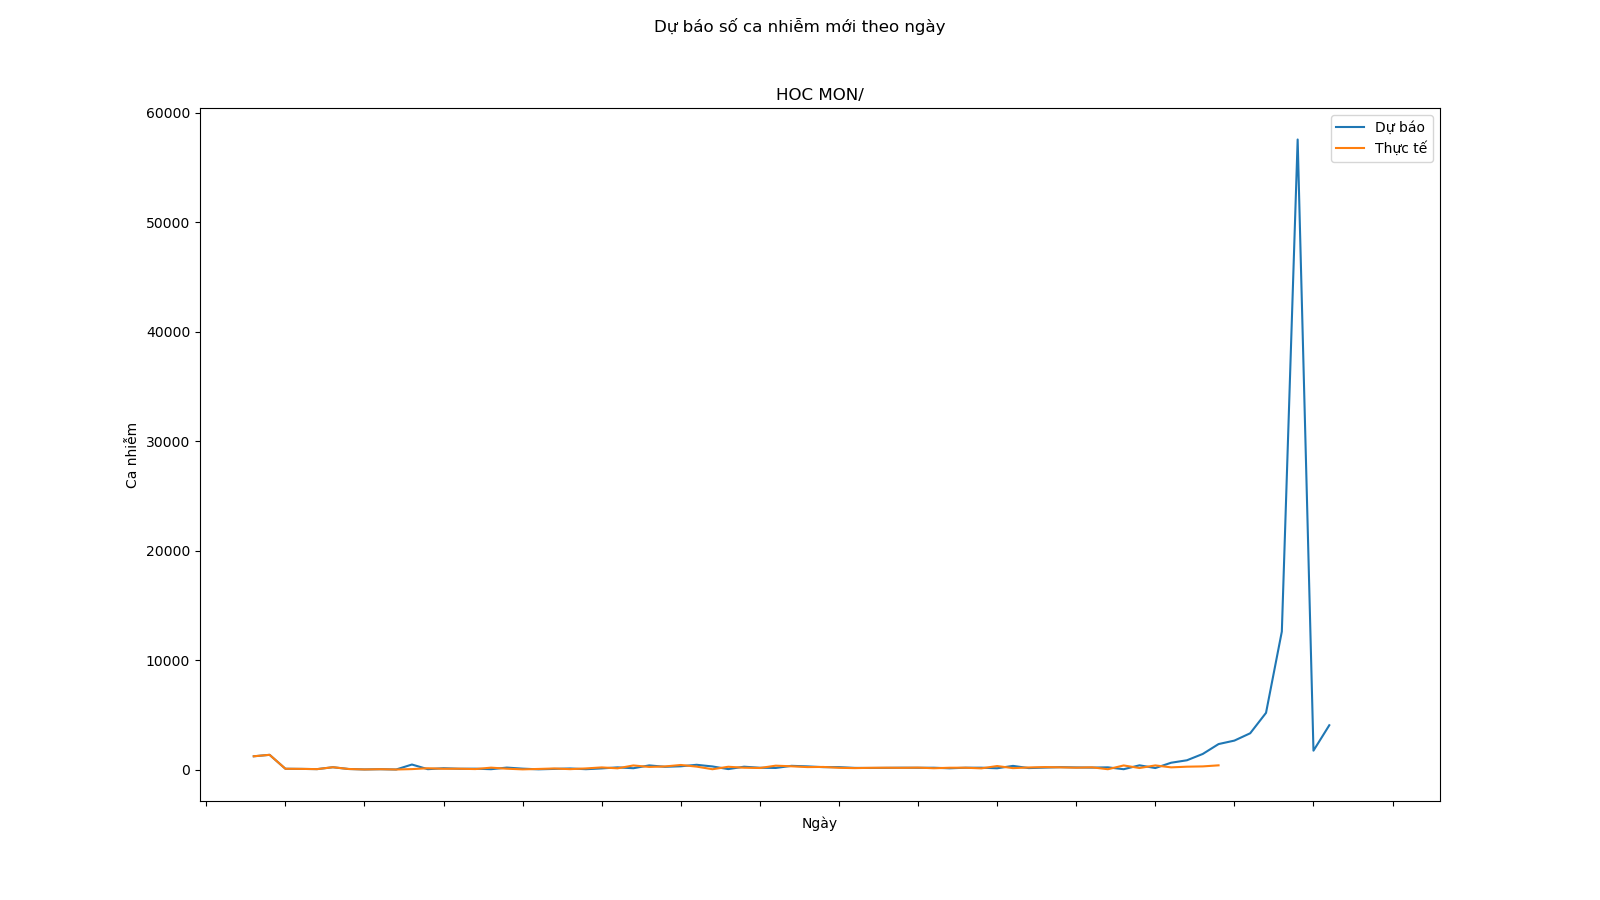 Dự báo số ca nhiễm mới theo ngày
HOC MON/
60000
50000
40000
30000
20000
10000
0
Ca nhiễm
Ngày
Dự báo
Thực tế